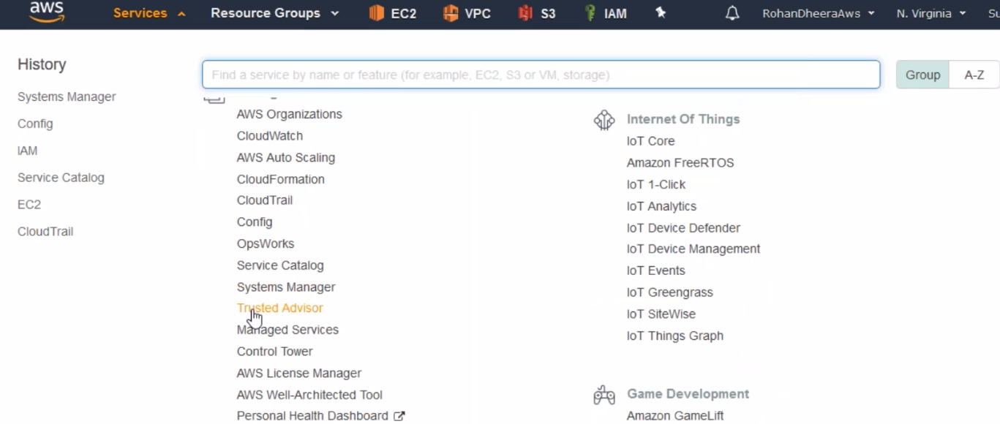 aws
Services
Resource Groups
EC2
VPC
S3
IAM
RohanDheeraAws
N. Virginia
History
Systems Manager
Config
IAM
Service Catalog
EC2
CloudTrail
Find a service by name or feature (for example, EC2, S3 or VM, storage).
Group
A-Z
AWS Organizations
CloudWatch
AWS Auto Scaling
CloudFormation
CloudTrail
Config
OpsWorks
Service Catalog
Systems Manager
Trusted Advisor
Managed Services
Control Tower
AWS License Manager
AWS Well-Architected Tool
Personal Health Dashboard
Internet Of Things
IoT Core
Amazon FreeRTOS
IoT 1-Click
IoT Analytics
IoT Device Defender
IoT Device Management
IoT Events
IoT Greengrass
IoT SiteWise
IoT Things Graph
Game Development
Amazon GameLift